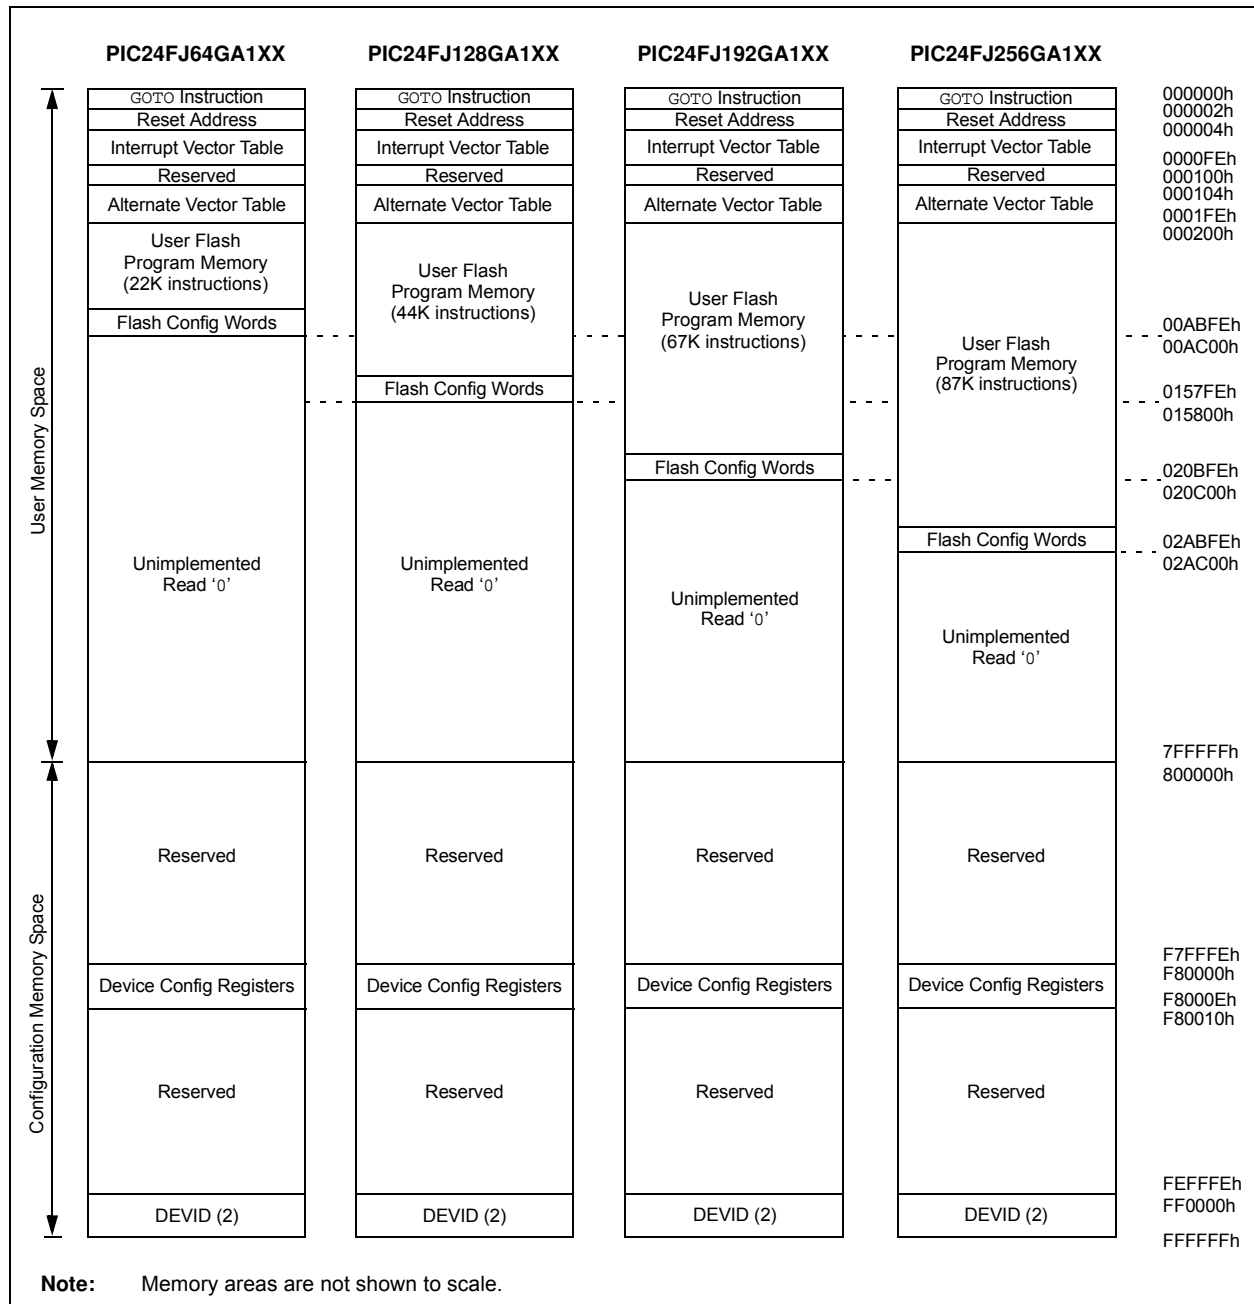 PIC24FJ64GA1XX PIC24FJ128GA1XX PIC24FJ192GA1XX PIC24FJ256GA1XX
GOTO Instruction GOTO Instruction GOTO Instruction GOTO Instruction 000000h
Reset Address Reset Address Reset Address Reset Address 000002h
000004h
Interrupt Vector Table Interrupt Vector Table Interrupt Vector Table Interrupt Vector Table
0000FEh
Reserved Reserved Reserved Reserved 000100h
000104h
Alternate Vector Table Alternate Vector Table Alternate Vector Table Alternate Vector Table
0001FEh
000200h
User Flash
Program Memory
(22K instructions)
User Flash
Program Memory
(44K instructions)
User Flash
Program Memory
(67K instructions)
User Flash
Program Memory
(87K instructions)
Flash Config Words
00ABFEh
00AC00h
Flash Config Words
0157FEh
015800h
Flash Config Words
020BFEh
020C00h
Flash Config Words
02ABFEh
02AC00h
User Memory Space
Unimplemented
Read ‘0’
Unimplemented
Read ‘0’
Unimplemented
Read ‘0’
Unimplemented
Read ‘0’
7FFFFFh
800000h
Configuration Memory Space
Reserved Reserved Reserved Reserved
F7FFFEh
F80000h
Device Config Registers Device Config Registers Device Config Registers Device Config Registers
F8000Eh
F80010h
Reserved Reserved Reserved Reserved
FEFFFEh
FF0000h
DEVID (2) DEVID (2) DEVID (2) DEVID (2)
FFFFFFh
Note: Memory areas are not shown to scale.